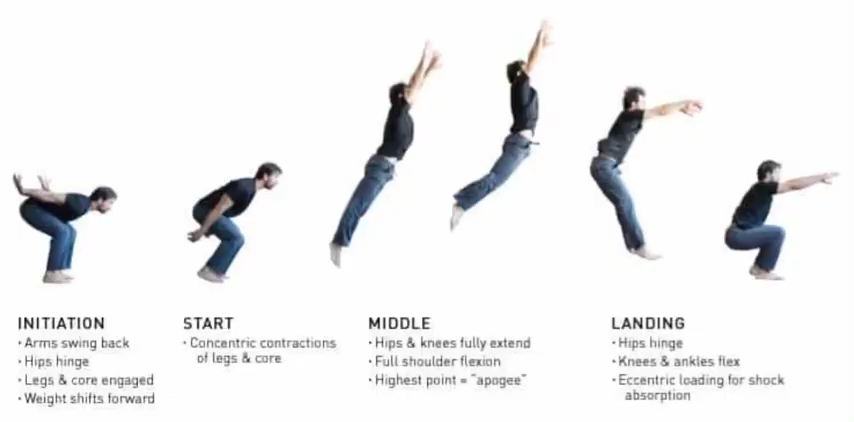 INITIATION
· Arms swing back
· Hips hinge
· Legs & core engaged
· Weight shifts forward
START
· Concentric contractions
of legs & core
MIDDLE
· Hips & knees fully extend
· Full shoulder flexion
· Highest point = "apogee"
LANDING
· Hips hinge
· Knees & ankles flex
· Eccentric loading for shock
absorption